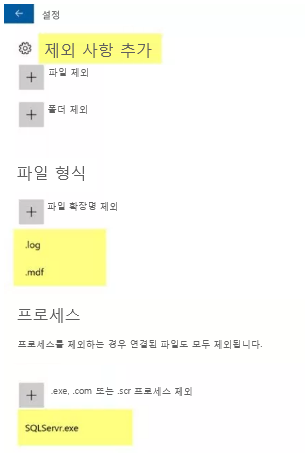 설정
제외 사항 추가
파일 제외
폴더 제외
파일 형식
파일 확장명 제외
.log
.mdf
프로세스
프로세스를 제외하는 경우 연결된 파일도 모두 제외됩니다.
.exe, .com 또는 .scr 프로세스 제외
SQLServr.exe